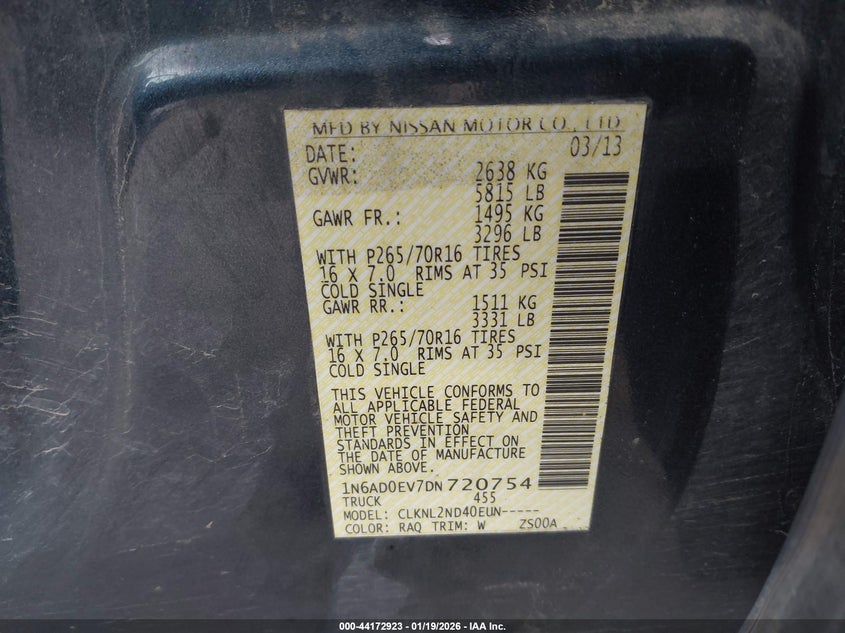 MFD BY NISSAN MOTOR CO., LTD.
DATE: 03/13
GVWR: 2638 KG
5815 LB
GAWR FR.: 1495 KG
3296 LB
WITH P265/70R16 TIRES
16 X 7.0 RIMS AT 35 PSI
COLD SINGLE
GAWR RR.: 1511 KG
3331 LB
WITH P265/70R16 TIRES
16 X 7.0 RIMS AT 35 PSI
COLD SINGLE
THIS VEHICLE CONFORMS TO
ALL APPLICABLE FEDERAL
MOTOR VEHICLE SAFETY AND
THEFT PREVENTION
STANDARDS IN EFFECT ON
THE DATE OF MANUFACTURE
SHOWN ABOVE.
1N6AD0EV7DN720754
TRUCK 455
MODEL: CLKNL2ND40EUN-----
COLOR: RAQ TRIM: W ZS00A
000-44172923 - 01/19/2026 - IAA Inc.